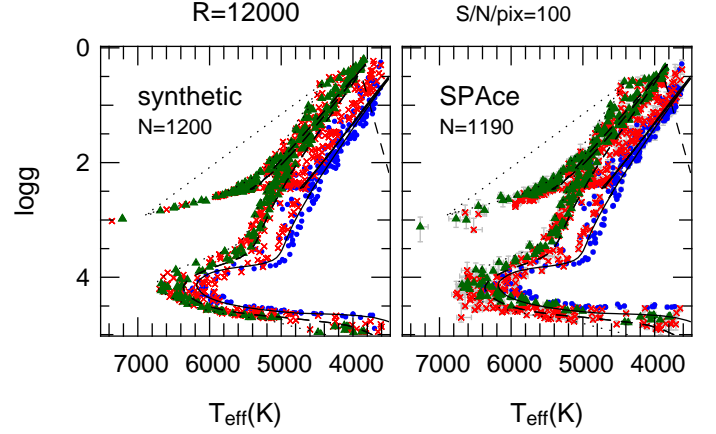 R=12000
S/N/pix=100
0
2
4
logg
synthetic
N=1200
SPAce
N=1190
7000 6000 5000 4000
7000 6000 5000 4000
Teff(K)
Teff(K)